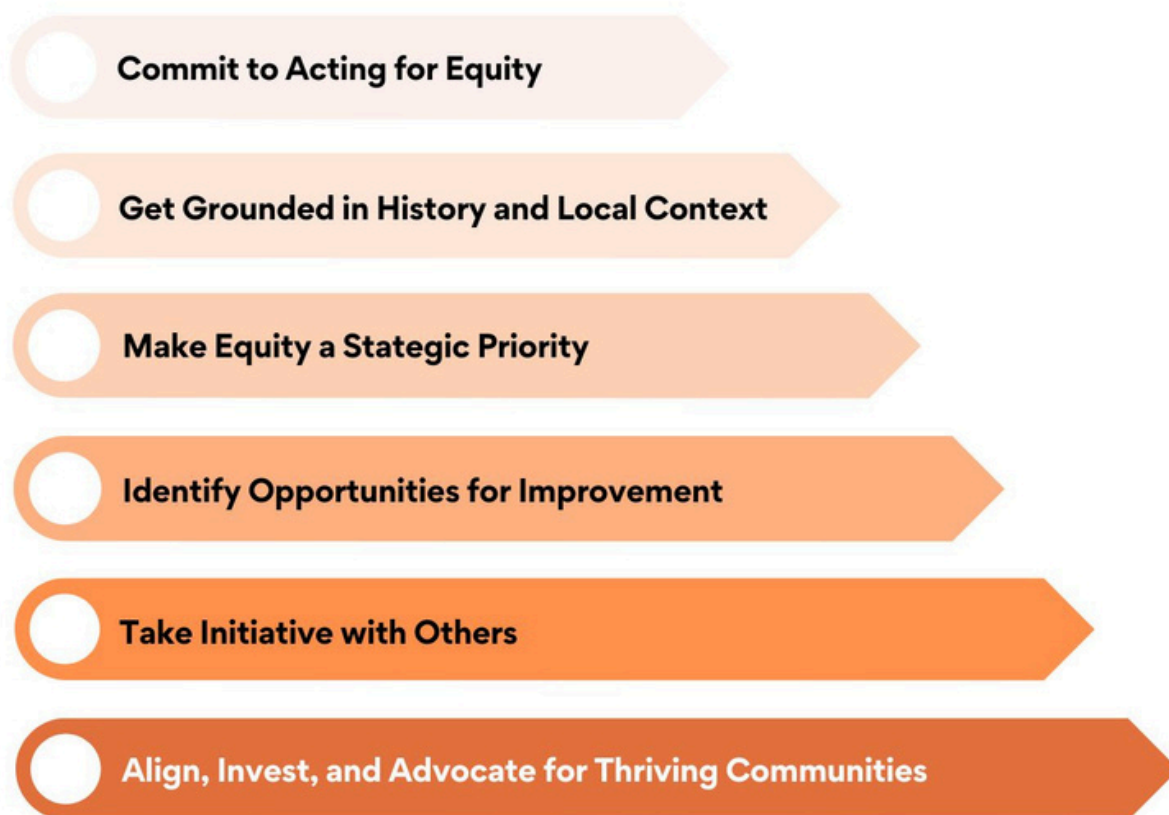 Commit to Acting for Equity
Get Grounded in History and Local Context
Make Equity a Stategic Priority
Identify Opportunities for Improvement
Take Initiative with Others
Align, Invest, and Advocate for Thriving Communities